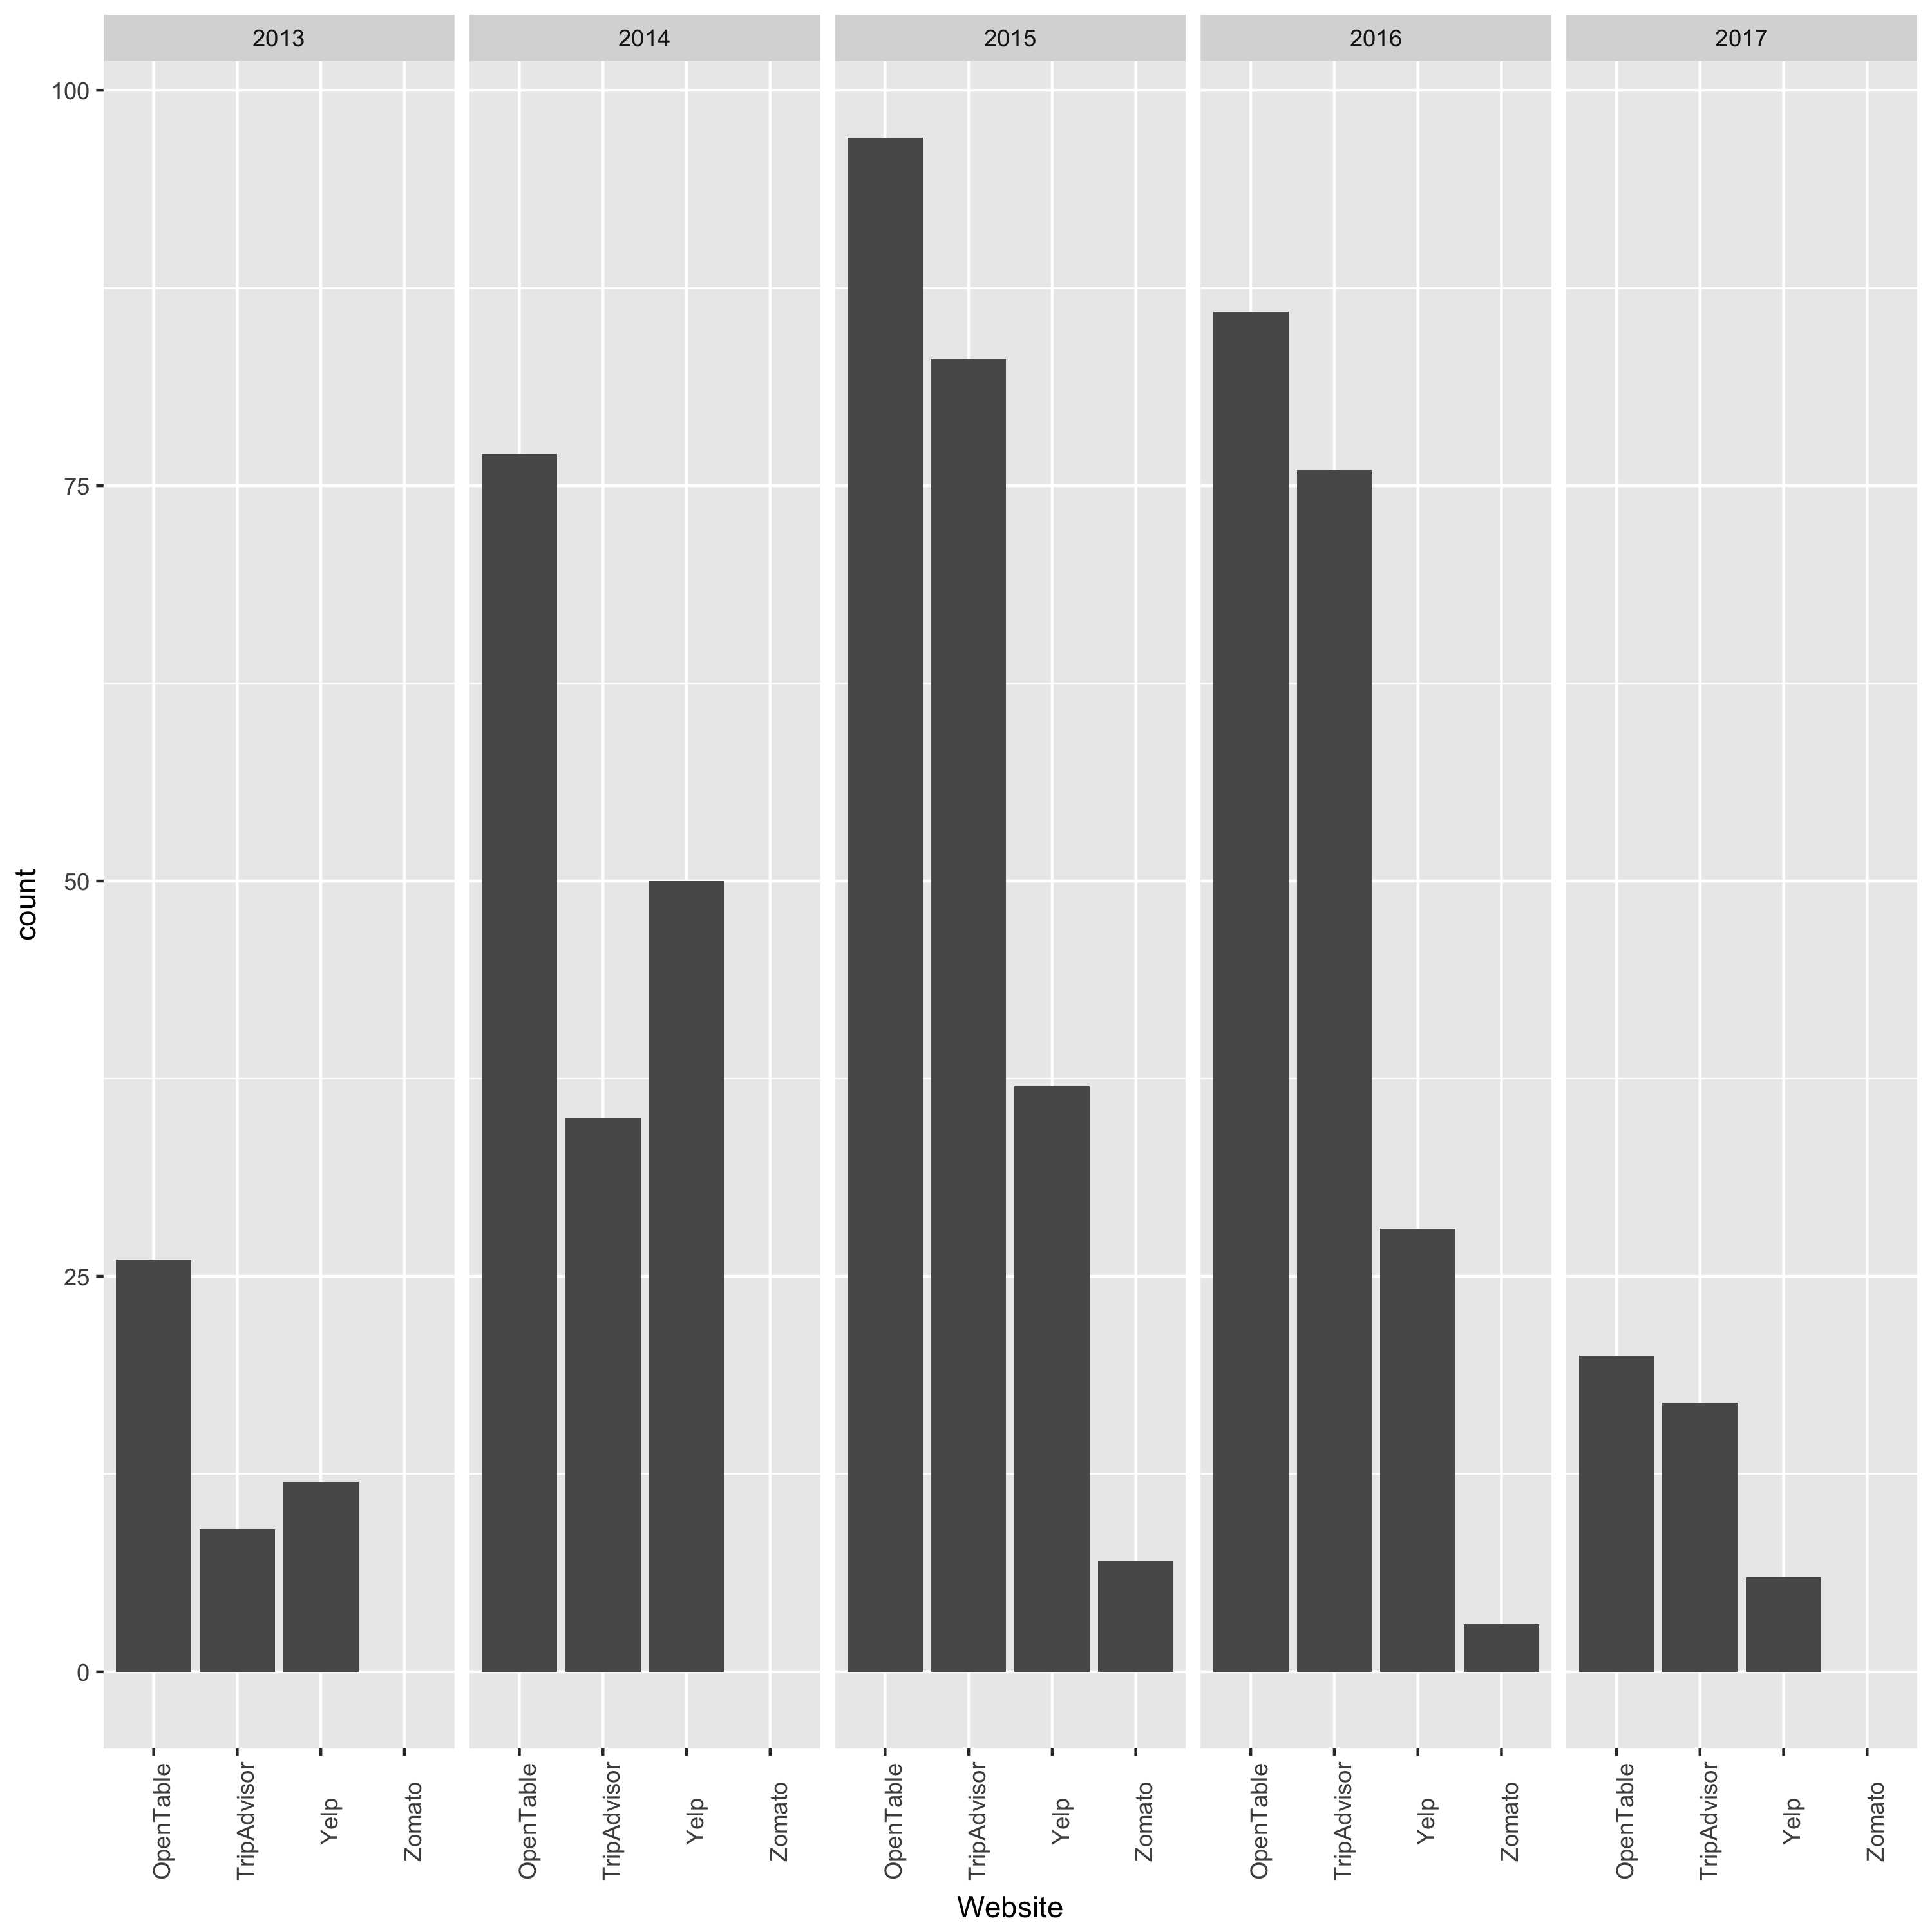 2013 2014 2015 2016 2017
100
75
50
25
0
count
OpenTable TripAdvisor Yelp Zomato OpenTable TripAdvisor Yelp Zomato OpenTable TripAdvisor Yelp Zomato OpenTable TripAdvisor Yelp Zomato OpenTable TripAdvisor Yelp Zomato
Website